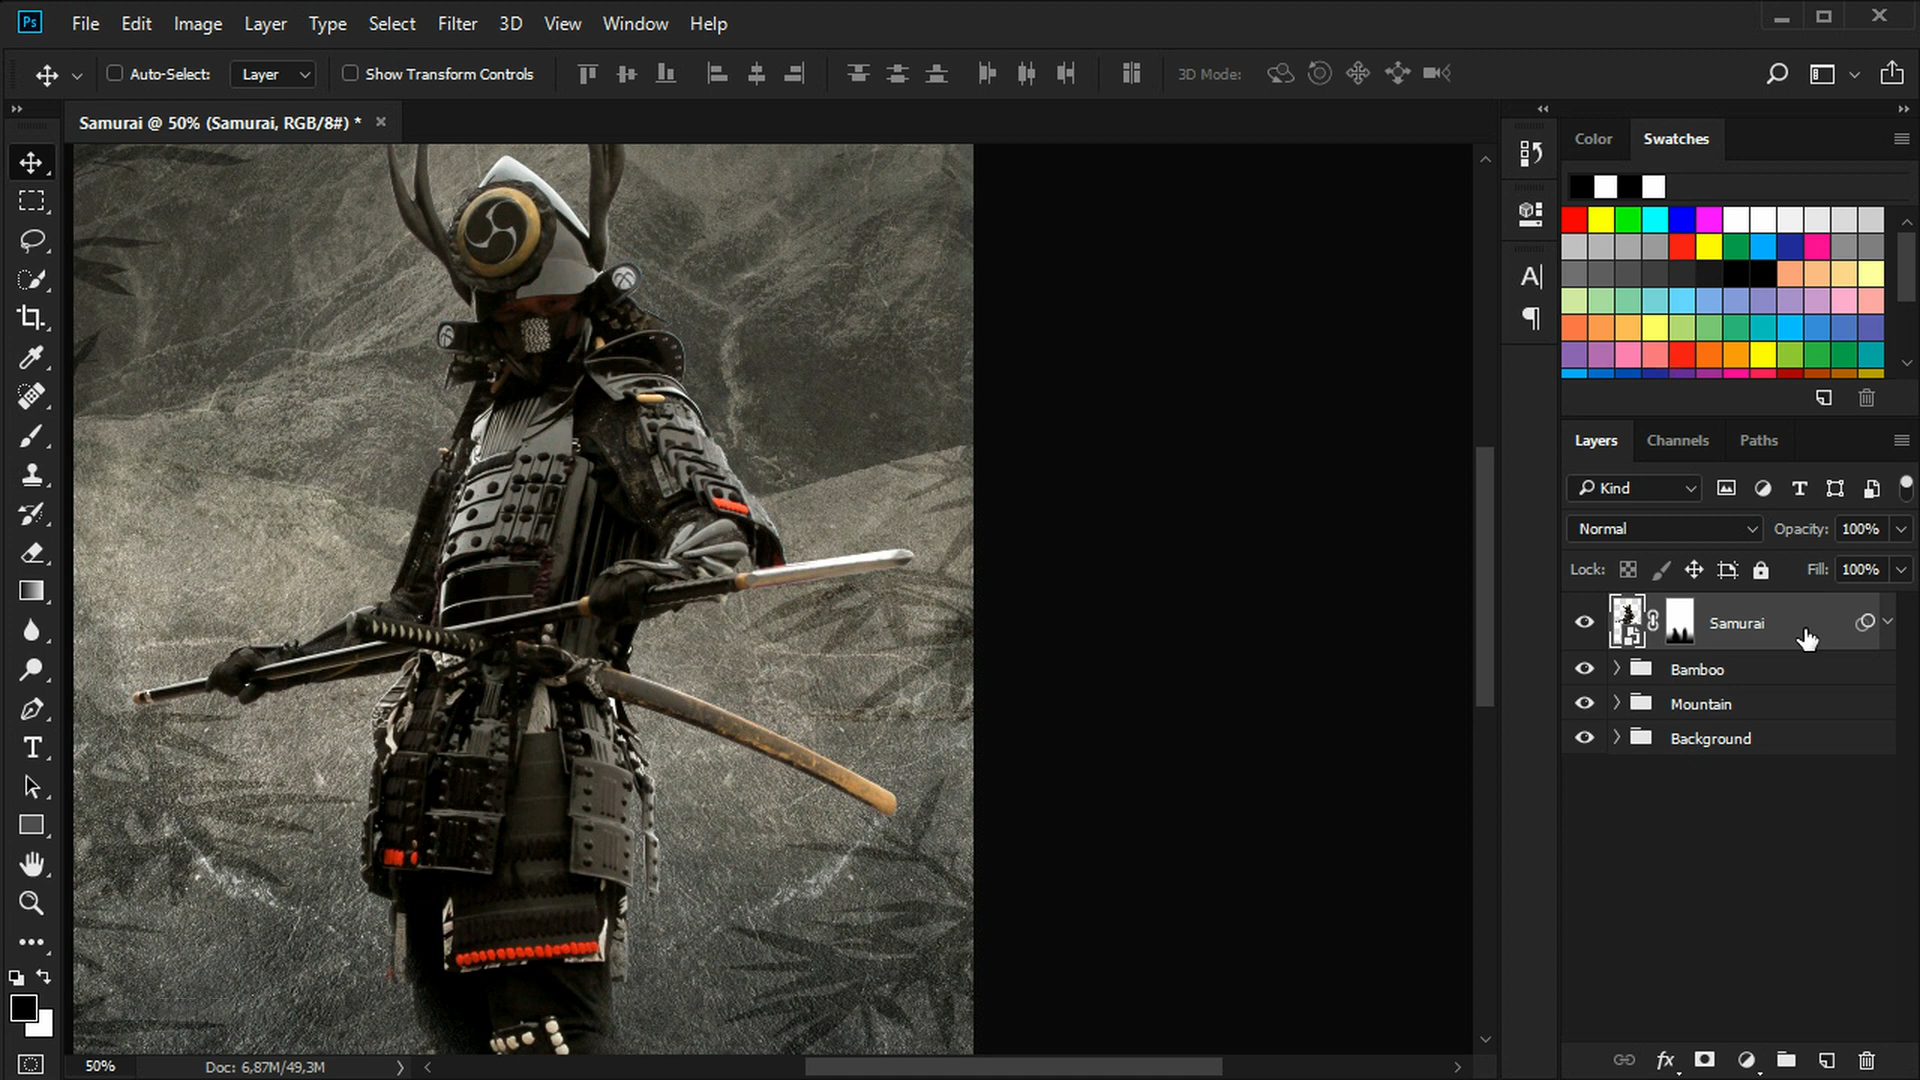 Ps File Edit Image Layer Type Select Filter 3D View Window Help
Auto-Select: Layer Show Transform Controls 3D Mode:
Samurai @ 50% (Samurai, RGB/8#) *
Color Swatches
Layers Channels Paths
Kind
Normal Opacity: 100%
Lock: Fill: 100%
Samurai
Bamboo
Mountain
Background
50% Doc: 6,87M/49,3M
fx